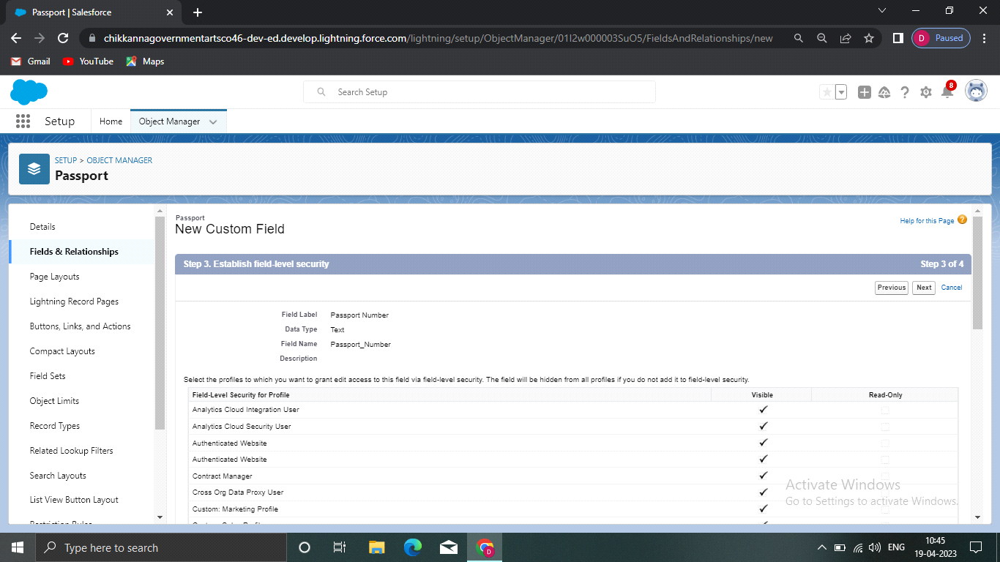 Passport | Salesforce
chikkannagovernmentartsco46-dev-ed.develop.lightning.force.com/lightning/setup/ObjectManager/01I2w000003SuO5/FieldsAndRelationships/new
D Paused
Gmail YouTube Maps
Search Setup
8
Setup Home Object Manager
SETUP > OBJECT MANAGER
Passport
Details
Fields & Relationships
Page Layouts
Lightning Record Pages
Buttons, Links, and Actions
Compact Layouts
Field Sets
Object Limits
Record Types
Related Lookup Filters
Search Layouts
List View Button Layout
Passport
New Custom Field
Help for this Page ?
Step 3. Establish field-level security Step 3 of 4
Previous Next Cancel
Field Label Passport Number
Data Type Text
Field Name Passport_Number
Description
Select the profiles to which you want to grant edit access to this field via field-level security. The field will be hidden from all profiles if you do not add it to field-level security.
Field-Level Security for Profile Visible Read-Only
Analytics Cloud Integration User
Analytics Cloud Security User
Authenticated Website
Authenticated Website
Contract Manager
Cross Org Data Proxy User
Custom: Marketing Profile
Activate Windows
Go to Settings to activate Windows.
Type here to search
D
ENG
10:45
19-04-2023